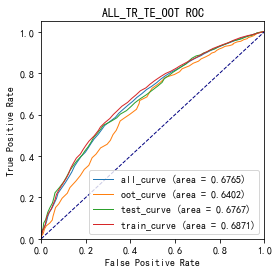 ALL_TR_TE_OOT ROC
True Positive Rate
1.0
0.8
0.6
0.4
0.2
0.0
all_curve (area = 0.6765)
oot_curve (area = 0.6402)
test_curve (area = 0.6767)
train_curve (area = 0.6871)
0.0 0.2 0.4 0.6 0.8 1.0
False Positive Rate